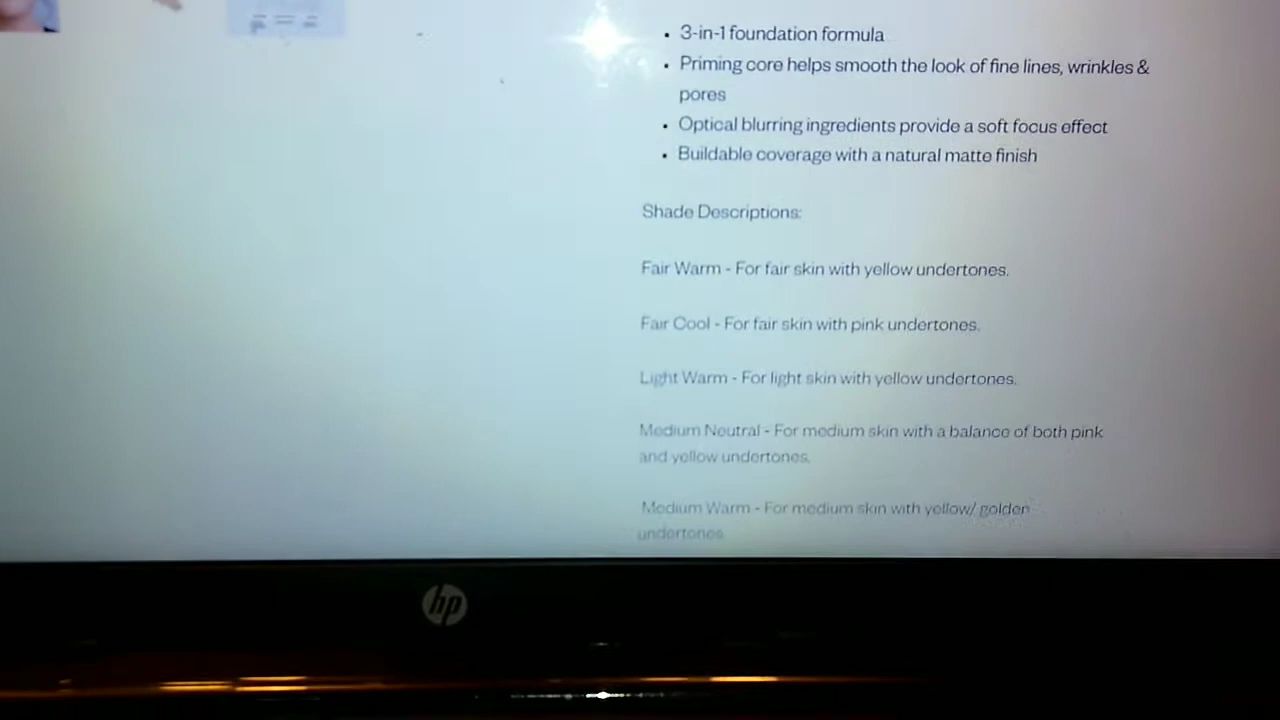 • 3-in-1 foundation formula
• Priming core helps smooth the look of fine lines, wrinkles &
pores
• Optical blurring ingredients provide a soft focus effect
• Buildable coverage with a natural matte finish
Shade Descriptions:
Fair Warm - For fair skin with yellow undertones.
Fair Cool - For fair skin with pink undertones.
Light Warm - For light skin with yellow undertones.
Medium Neutral - For medium skin with a balance of both pink
and yellow undertones.
Medium Warm - For medium skin with yellow/ golden
undertones
hp